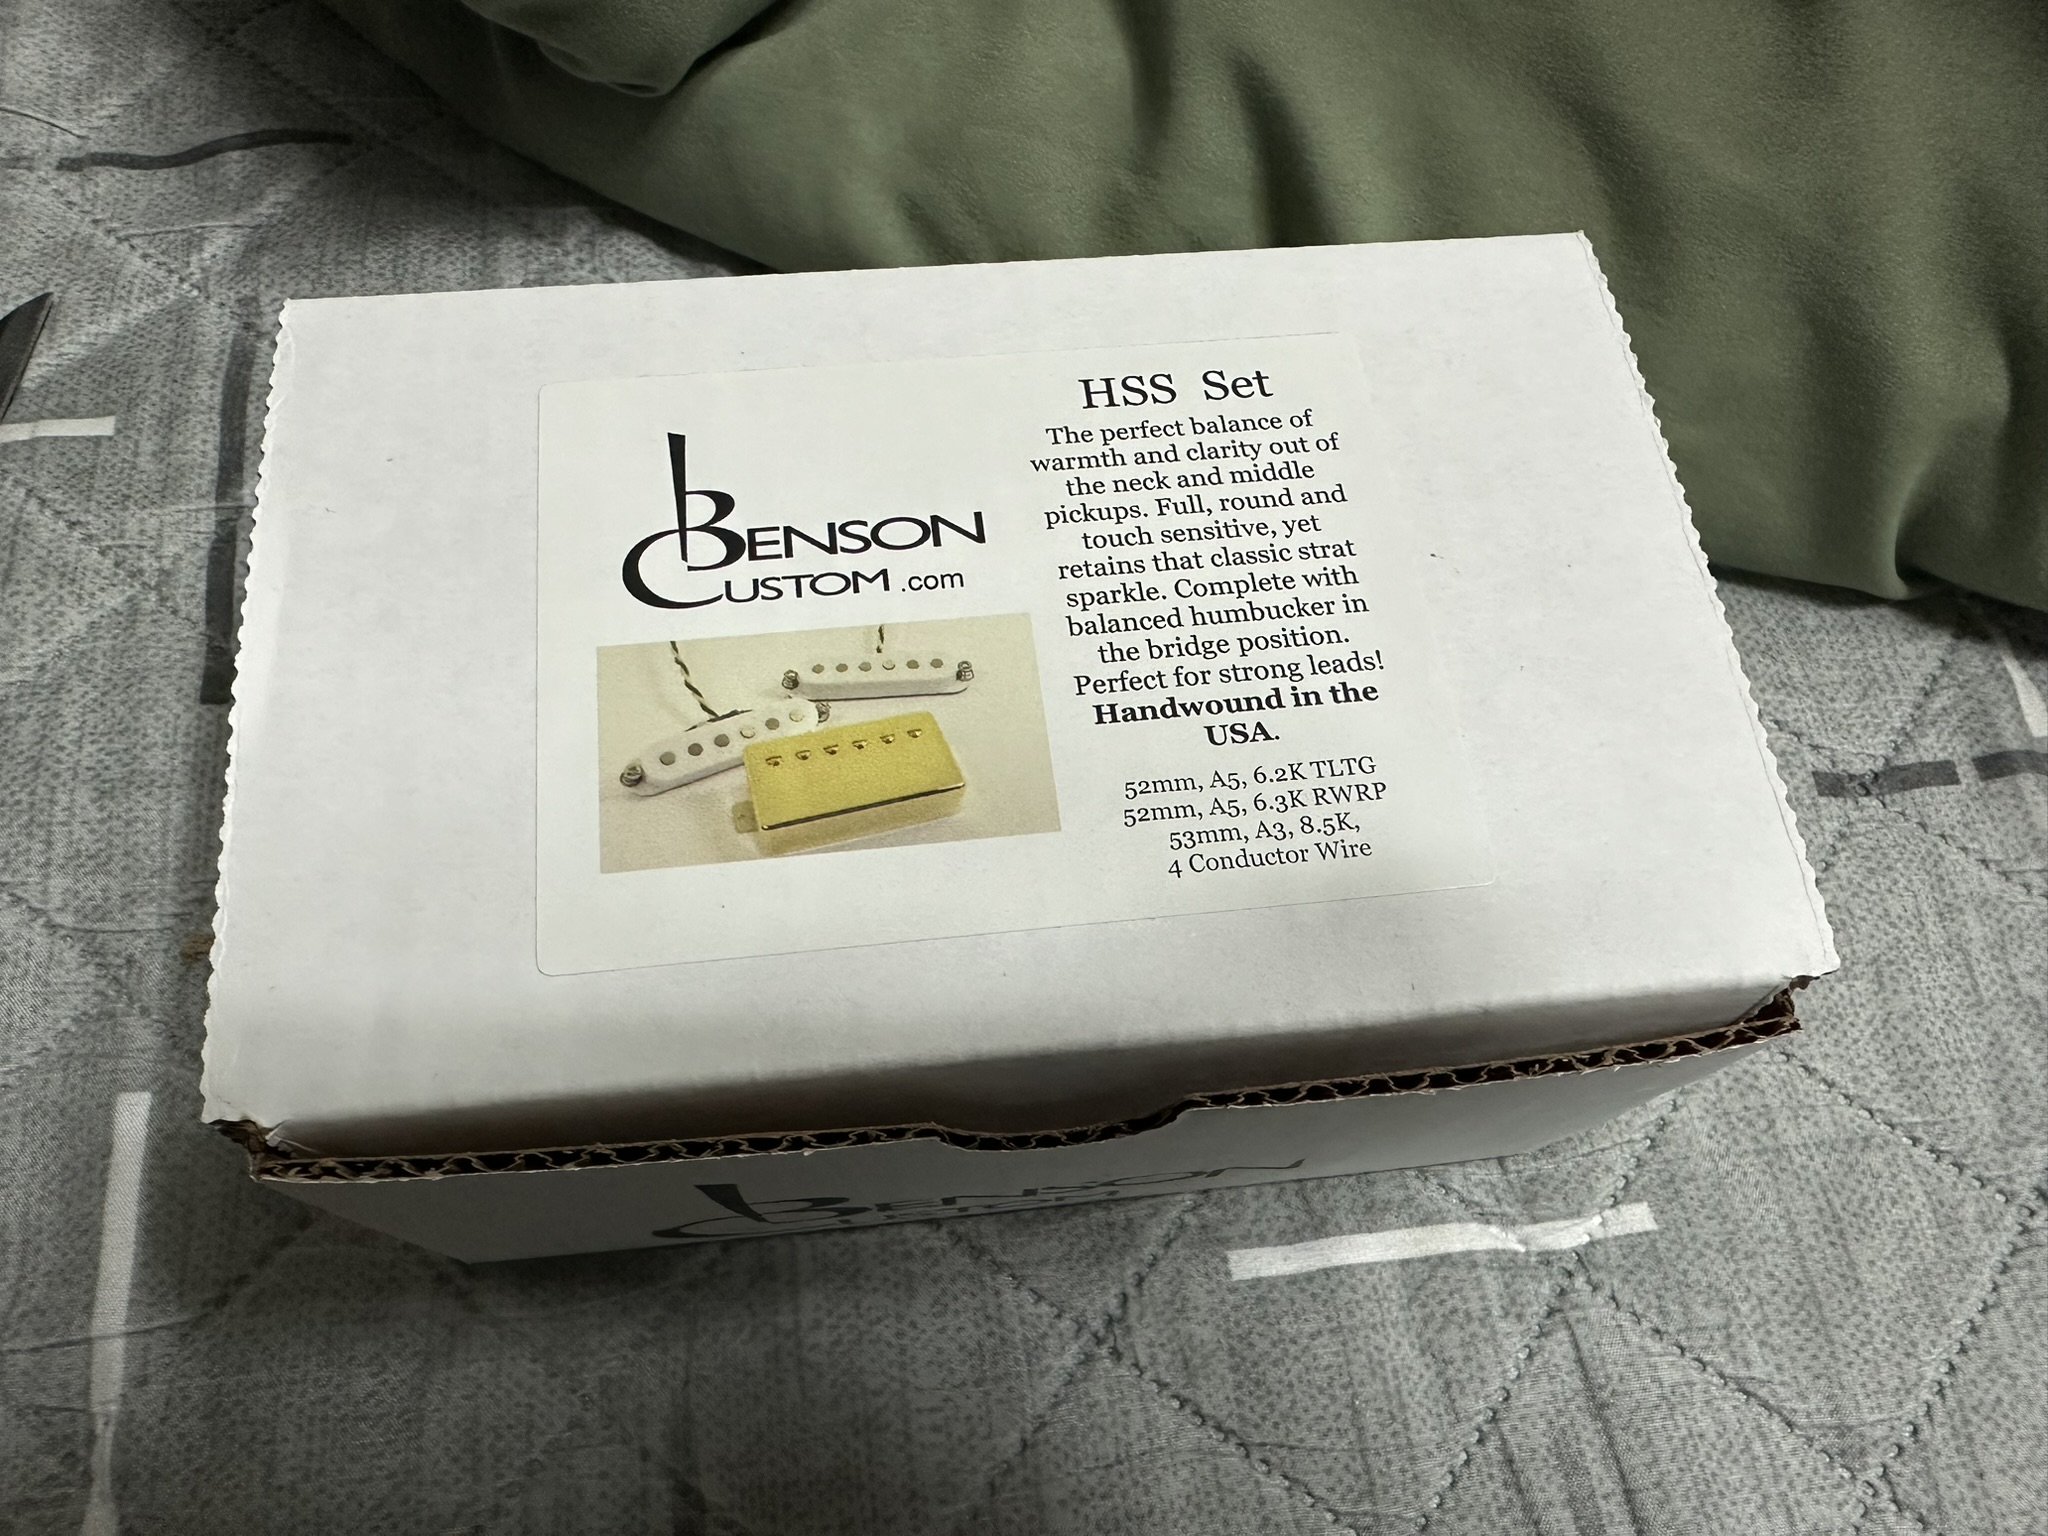 BENSON
CUSTOM.com
HSS Set
The perfect balance of
warmth and clarity out of
the neck and middle
pickups. Full, round and
touch sensitive, yet
retains that classic strat
sparkle. Complete with
balanced humbucker in
the bridge position.
Perfect for strong leads!
Handwound in the
USA.
52mm, A5, 6.2K TLTG
52mm, A5, 6.3K RWRP
53mm, A3, 8.5K,
4 Conductor Wire
BENSON
CUSTOM